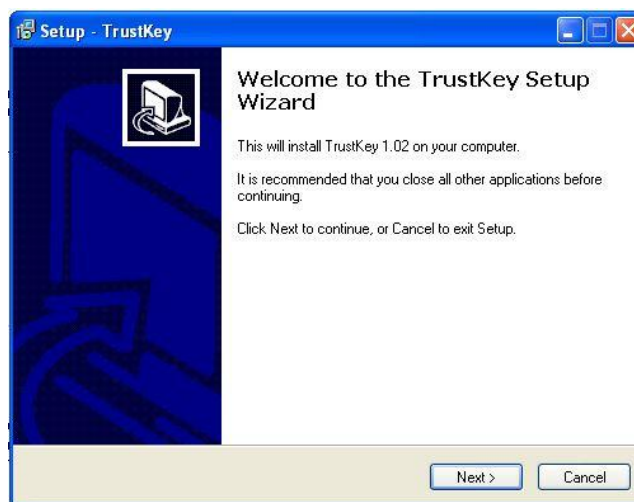 Setup - TrustKey
Welcome to the TrustKey Setup
Wizard
This will install TrustKey 1.02 on your computer.
It is recommended that you close all other applications before
continuing.
Click Next to continue, or Cancel to exit Setup.
Next >
Cancel